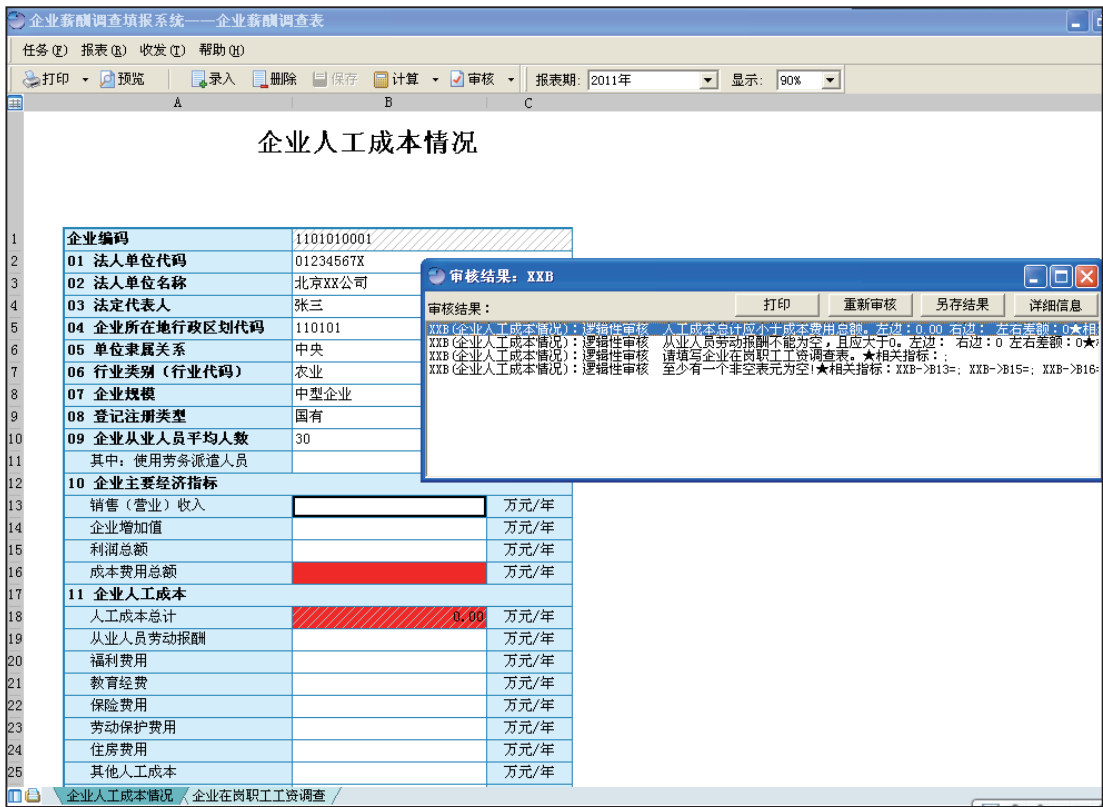 企业薪酬调查填报系统——企业薪酬调查表
任务(F) 报表(R) 收发(T) 帮助(H)
打印 预览 录入 删除 保存 计算 审核 报表期: 2011年 显示: 90%
A B C
企业人工成本情况
1 企业编码 1101010001
2 01 法人单位代码 01234567X
3 02 法人单位名称 北京XX公司
4 03 法定代表人 张三
5 04 企业所在地行政区划代码 110101
6 05 单位隶属关系 中央
7 06 行业类别（行业代码） 农业
8 07 企业规模 中型企业
9 08 登记注册类型 国有
10 09 企业从业人员平均人数 30
11 其中: 使用劳务派遣人员
12 10 企业主要经济指标
13 销售（营业）收入 万元/年
14 企业增加值 万元/年
15 利润总额 万元/年
16 成本费用总额 万元/年
17 11 企业人工成本
18 人工成本总计 0.00 万元/年
19 从业人员劳动报酬 万元/年
20 福利费用 万元/年
21 教育经费 万元/年
22 保险费用 万元/年
23 劳动保护费用 万元/年
24 住房费用 万元/年
25 其他人工成本 万元/年
企业人工成本情况 企业在岗职工工资调查
审核结果: XXB
审核结果: 打印 重新审核 另存结果 详细信息
XXB(企业人工成本情况): 逻辑性审核 人工成本总计应小于成本费用总额。左边: 0.00 右边: 左右差额: 0★相
XXB(企业人工成本情况): 逻辑性审核 从业人员劳动报酬不能为空,且应大于0。左边: 右边: 0 左右差额: 0★
XXB(企业人工成本情况): 逻辑性审核 请填写企业在岗职工工资调查表。★相关指标: ;
XXB(企业人工成本情况): 逻辑性审核 至少有一个非空表元为空!★相关指标: XXB->B13=; XXB->B15=; XXB->B16=